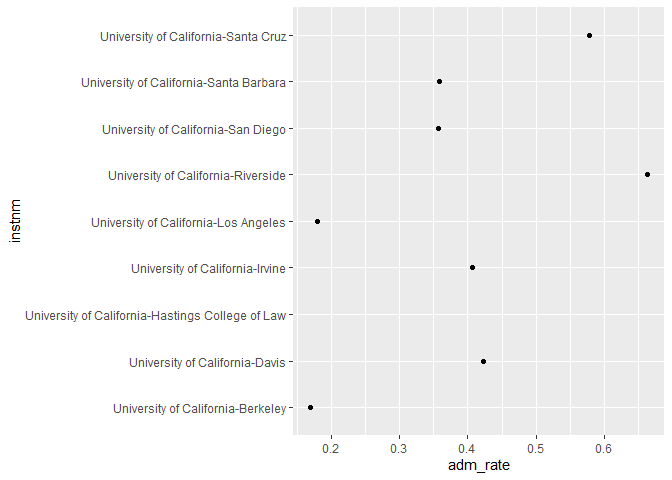 University of California-Santa Cruz
University of California-Santa Barbara
University of California-San Diego
University of California-Riverside
University of California-Los Angeles
University of California-Irvine
University of California-Hastings College of Law
University of California-Davis
University of California-Berkeley
instnm
0.2 0.3 0.4 0.5 0.6
adm_rate